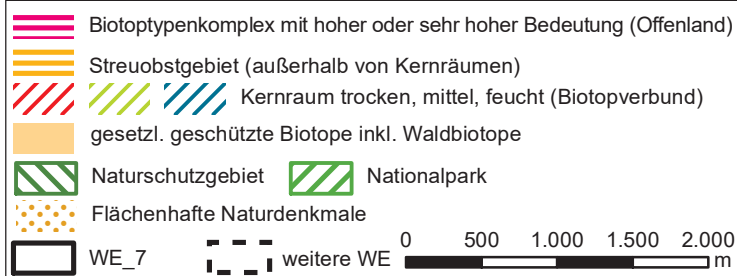 Biotoptypenkomplex mit hoher oder sehr hoher Bedeutung (Offenland)
Streuobstgebiet (außerhalb von Kernräumen)
Kernraum trocken, mittel, feucht (Biotopverbund)
gesetzl. geschützte Biotope inkl. Waldbiotope
Naturschutzgebiet Nationalpark
Flächenhafte Naturdenkmale
0 500 1.000 1.500 2.000
WE_7 weitere WE m